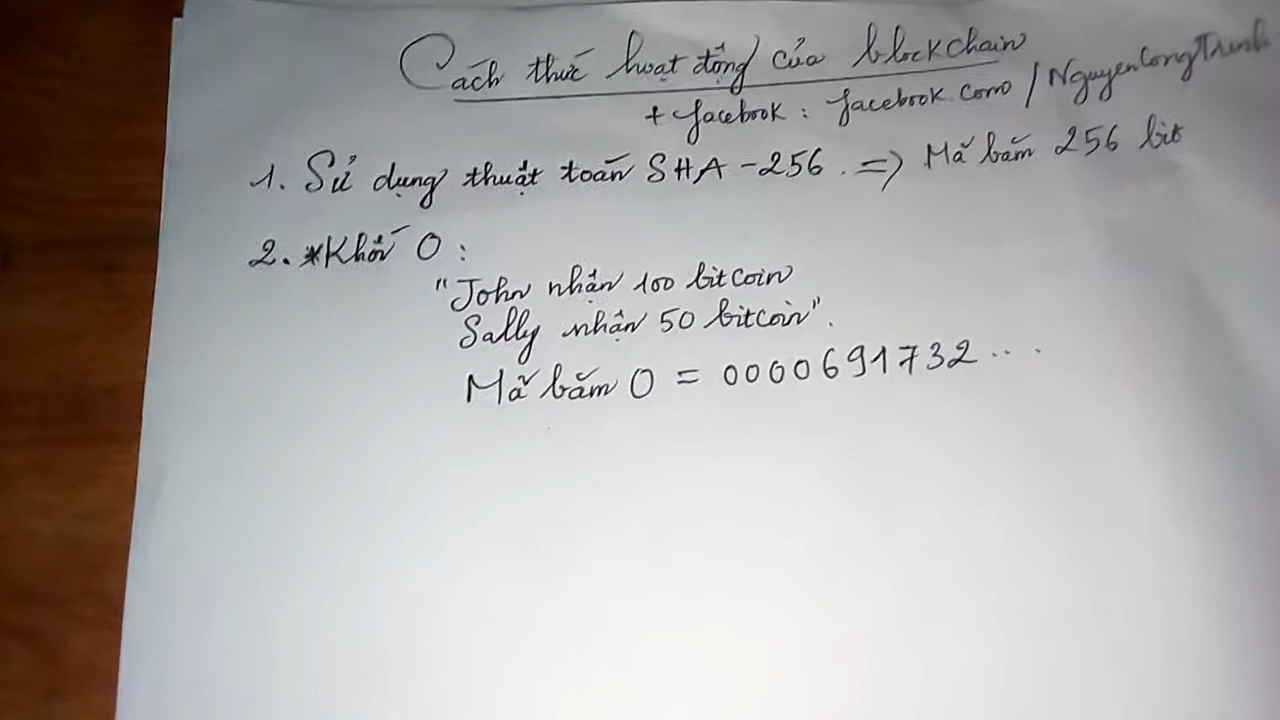 Cách thức hoạt động của blockchain
+ facebook : facebook.com / NguyenCongTrinh
1. Sử dụng thuật toán SHA-256. => Mã băm 256 bit
2. *Khối 0 :
"John nhận 100 bitcoin
Sally nhận 50 bitcoin".
Mã băm 0 = 0000691732...